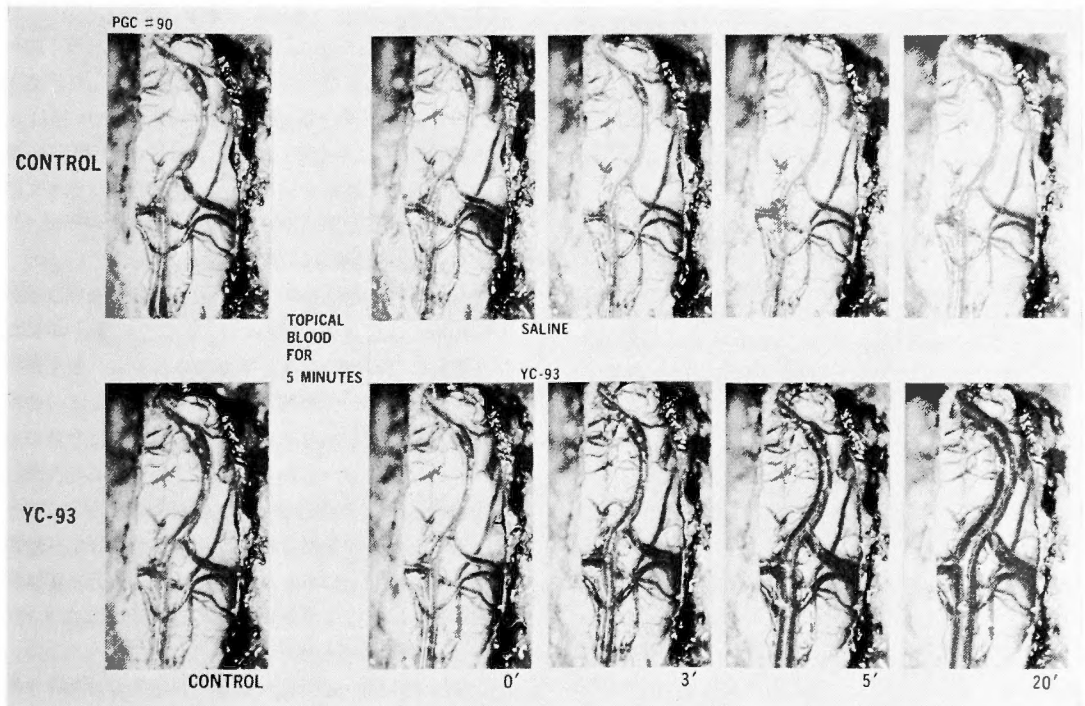 PGC = 90
CONTROL
TOPICAL
BLOOD
FOR
5 MINUTES
SALINE
YC-93
YC-93
CONTROL
0′
3′
5′
20′